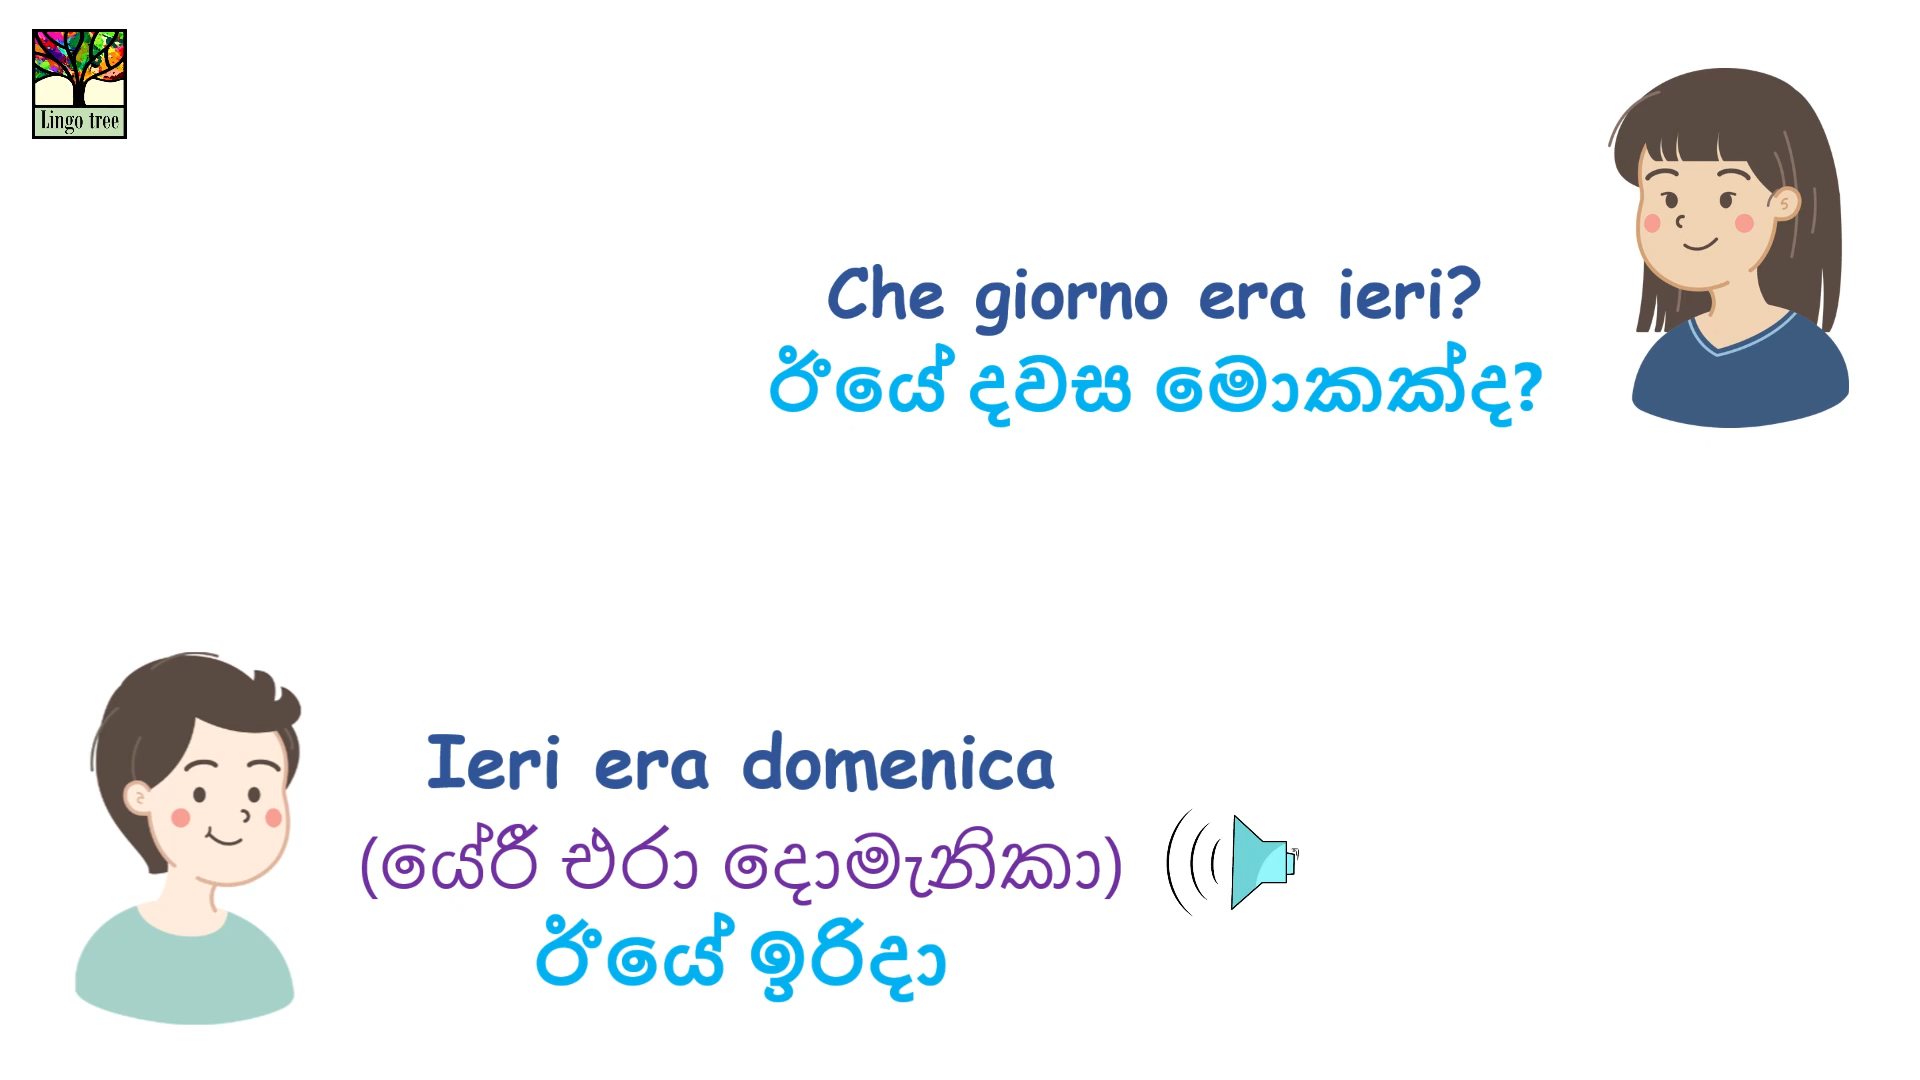 Lingo tree
Che giorno era ieri?
ඊයේ දවස මොකක්ද?
Ieri era domenica
(යේරී එරා දොමැනිකා)
ඊයේ ඉරිදා